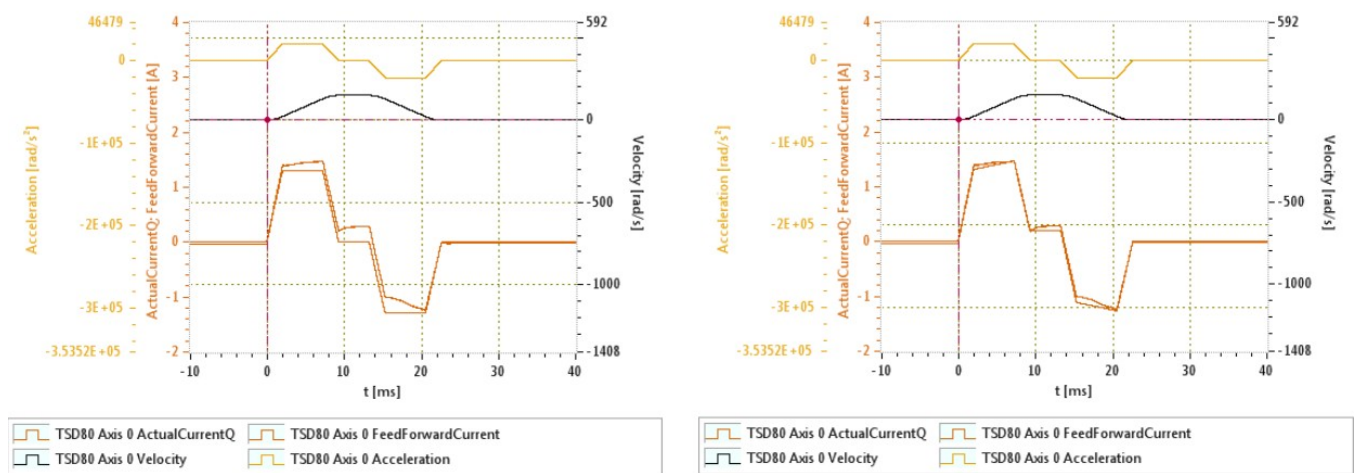 46479
0
-1E+05
-2E+05
-3E+05
-3.5352E+05
Acceleration [rad/s²]
4
3
2
1
0
-1
-2
ActualCurrentQ; FeedForwardCurrent [A]
592
0
-500
-1000
-1408
Velocity [rad/s]
-10 0 10 20 30 40
t [ms]
TSD80 Axis 0 ActualCurrentQ TSD80 Axis 0 FeedForwardCurrent
TSD80 Axis 0 Velocity TSD80 Axis 0 Acceleration
46479
0
-1E+05
-2E+05
-3E+05
-3.5352E+05
Acceleration [rad/s²]
4
3
2
1
0
-1
-2
ActualCurrentQ; FeedForwardCurrent [A]
592
0
-500
-1000
-1408
Velocity [rad/s]
-10 0 10 20 30 40
t [ms]
TSD80 Axis 0 ActualCurrentQ TSD80 Axis 0 FeedForwardCurrent
TSD80 Axis 0 Velocity TSD80 Axis 0 Acceleration